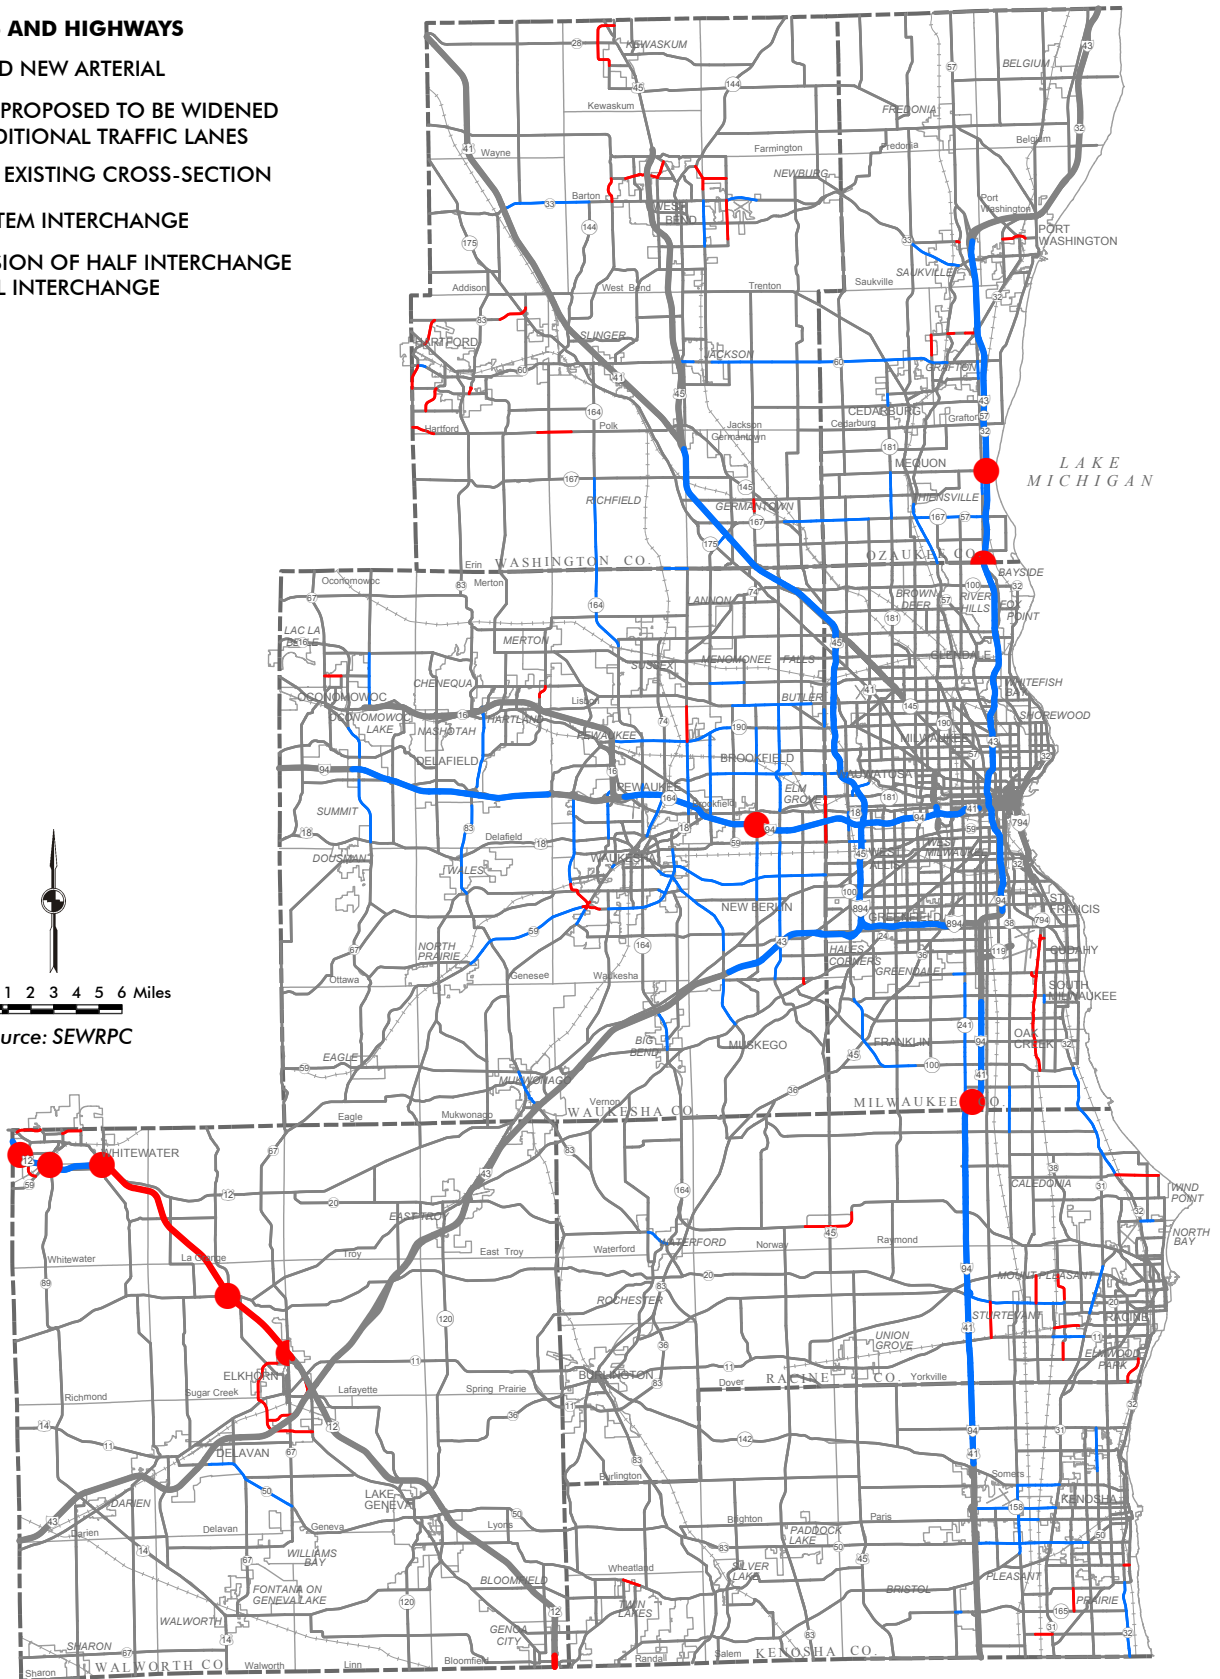 AND HIGHWAYS
D NEW ARTERIAL
PROPOSED TO BE WIDENED
DITIONAL TRAFFIC LANES
EXISTING CROSS-SECTION
TEM INTERCHANGE
SION OF HALF INTERCHANGE
L INTERCHANGE
KEWASKUM
Kewaskum
BELGIUM
FREDONIA
Fredonia
Belgium
Wayne
Farmington
NEWBURG
Barton
WEST
BEND
Port
Washington
PORT
WASHINGTON
SAUKVILLE
Saukville
Addison
West Bend
Trenton
HARTFORD
SLINGER
JACKSON
GRAFTON
CEDARBURG
Cedarburg
Grafton
Hartford
Polk
Jackson
Germantown
MEQUON
LAKE
MICHIGAN
RICHFIELD
GERMANTOWN
THIENSVILLE
Erin
WASHINGTON CO.
OZAUKEE CO.
BAYSIDE
Oconomowoc
Merton
LANNON
BROWN
DEER
RIVER
HILLS
FOX
POINT
LAC LA
BELLE
MERTON
SUSSEX
MENOMONEE FALLS
GLENDALE
CHENEQUA
BUTLER
WHITEFISH
BAY
OCONOMOWOC
Lisbon
OCONOMOWOC
LAKE
NASHOTAH
HARTLAND
PEWAUKEE
SHOREWOOD
MILWAUKEE
DELAFIELD
BROOKFIELD
WAUWATOSA
PEWAUKEE
Brookfield
ELM
GROVE
SUMMIT
Delafield
WEST
MILWAUKEE
DOUSMAN
WALES
WAUKESHA
WEST
ALLIS
NEW BERLIN
ST.
FRANCIS
GREENFIELD
NORTH
PRAIRIE
HALES
CORNERS
GREENDALE
CUDAHY
Ottawa
Genesee
Waukesha
SOUTH
MILWAUKEE
1 2 3 4 5 6 Miles
urce: SEWRPC
BIG
BEND
MUSKEGO
FRANKLIN
OAK
CREEK
EAGLE
MUKWONAGO
Eagle
Mukwonago
Vernon
WAUKESHA CO.
MILWAUKEE CO.
WHITEWATER
CALEDONIA
WIND
POINT
EAST TROY
NORTH
BAY
Whitewater
La Grange
Troy
East Troy
Waterford
WATERFORD
Norway
Raymond
MOUNT PLEASANT
ROCHESTER
STURTEVANT
RACINE
UNION
GROVE
ELMWOOD
PARK
ELKHORN
BURLINGTON
Dover
RACINE CO.
Yorkville
Richmond
Sugar Creek
Lafayette
Spring Prairie
DELAVAN
Burlington
Somers
LAKE
GENEVA
KENOSHA
DARIEN
Darien
Delavan
Geneva
Lyons
Brighton
Paris
PADDOCK
LAKE
WILLIAMS
BAY
Wheatland
SILVER
LAKE
PLEASANT
PRAIRIE
BLOOMFIELD
BRISTOL
FONTANA ON
GENEVA LAKE
TWIN
LAKES
WALWORTH
GENOA
CITY
SHARON
Sharon
WALWORTH CO.
Walworth
Linn
Bloomfield
Randall
Salem
KENOSHA CO.